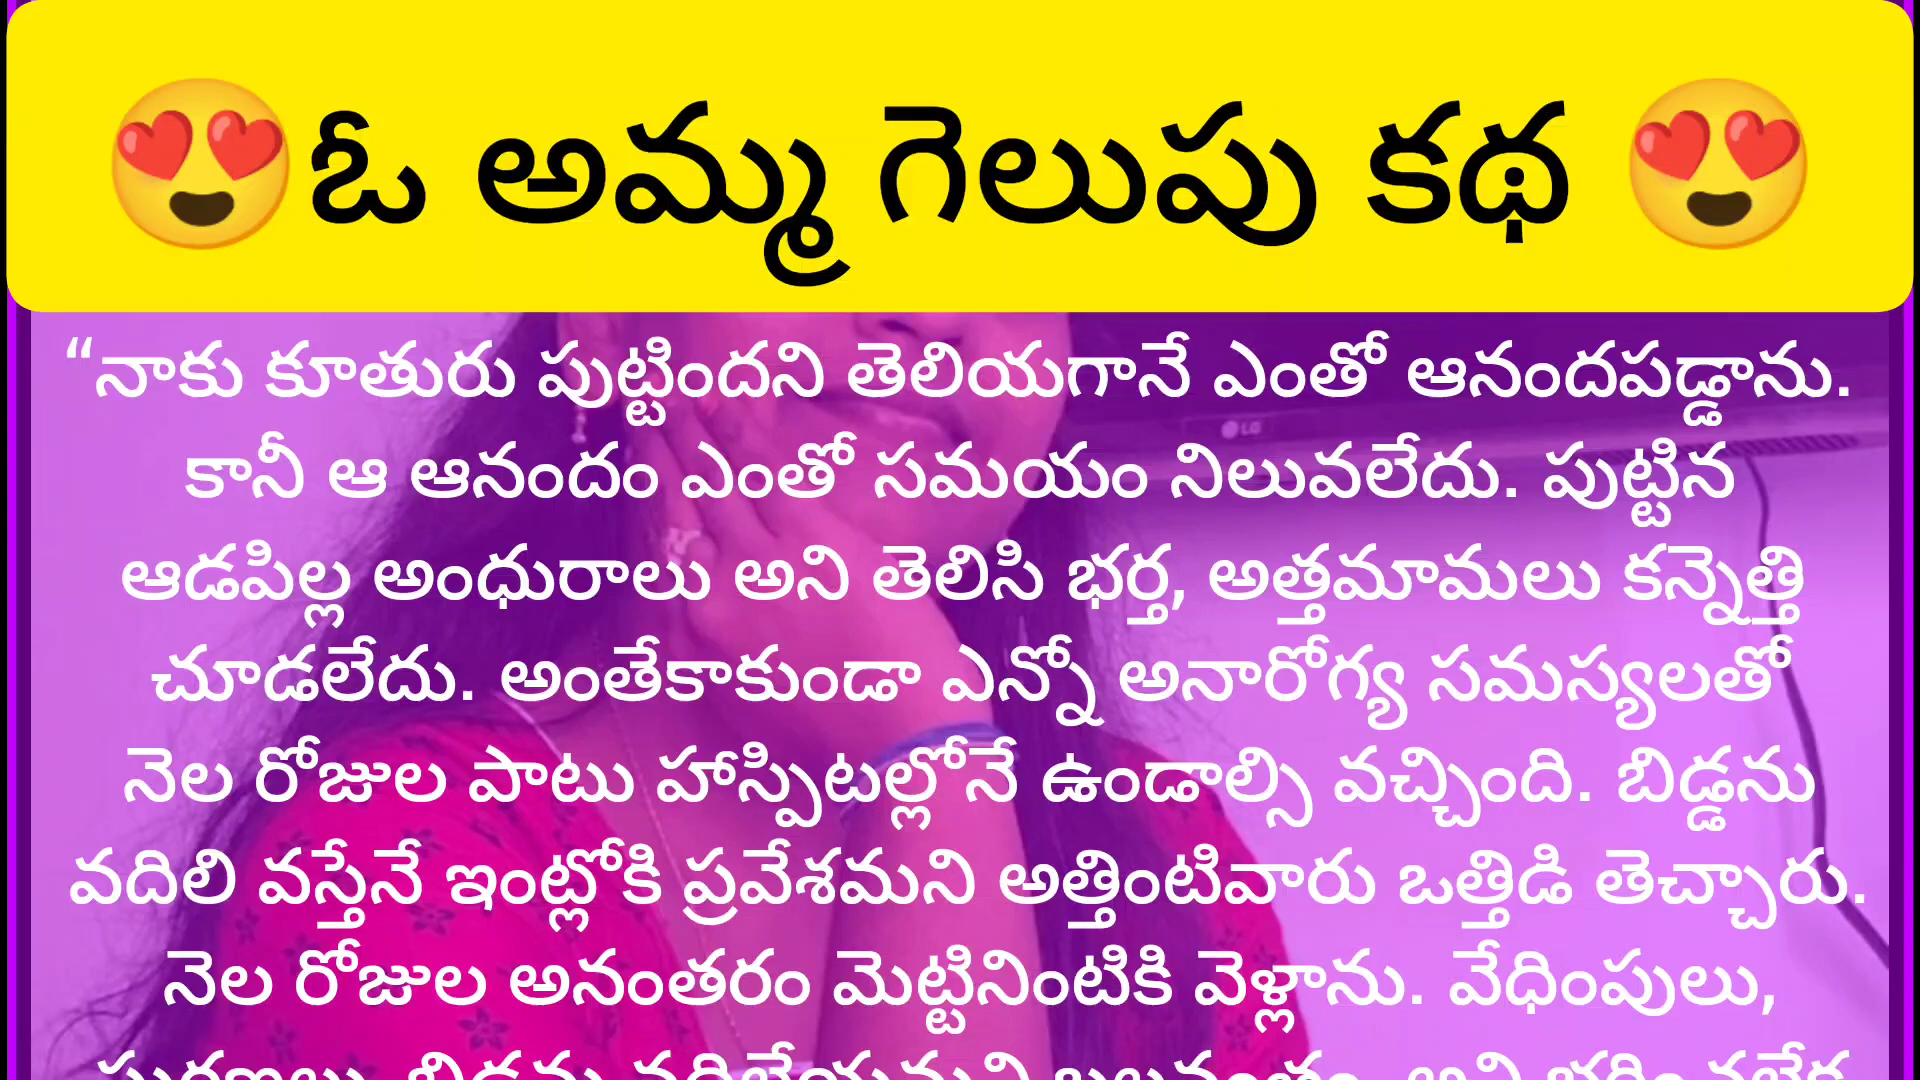 😍ఓ అమ్మ గెలుపు కథ 😍
“నాకు కూతురు పుట్టిందని తెలియగానే ఎంతో ఆనందపడ్డాను.
LG
కానీ ఆ ఆనందం ఎంతో సమయం నిలువలేదు. పుట్టిన
ఆడపిల్ల అంధురాలు అని తెలిసి భర్త, అత్తమామలు కన్నెత్తి
చూడలేదు. అంతేకాకుండా ఎన్నో అనారోగ్య సమస్యలతో
నెల రోజుల పాటు హాస్పిటల్లోనే ఉండాల్సి వచ్చింది. బిడ్డను
వదిలి వస్తేనే ఇంట్లోకి ప్రవేశమని అత్తింటివారు ఒత్తిడి తెచ్చారు.
నెల రోజుల అనంతరం మెట్టినింటికి వెళ్లాను. వేధింపులు,